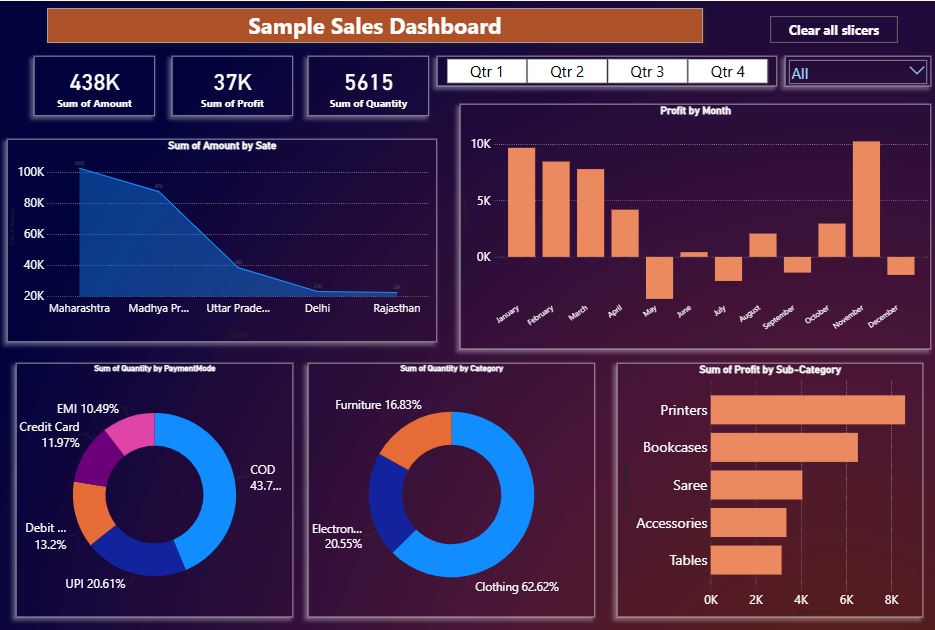 Sample Sales Dashboard
Clear all slicers
438K
Sum of Amount
37K
Sum of Profit
5615
Sum of Quantity
Qtr 1
Qtr 2
Qtr 3
Qtr 4
All
Sum of Amount by Sate
100K
80K
60K
40K
20K
Maharashtra
Madhya Pr...
Uttar Prade...
Delhi
Rajasthan
Sate
Profit by Month
10K
5K
0K
January
February
March
April
May
June
July
August
September
October
November
December
Sum of Quantity by PaymentMode
EMI 10.49%
Credit Card
11.97%
COD
43.7...
Debit ...
13.2%
UPI 20.61%
Sum of Quantity by Category
Furniture 16.83%
Electron...
20.55%
Clothing 62.62%
Sum of Profit by Sub-Category
Printers
Bookcases
Saree
Accessories
Tables
0K
2K
4K
6K
8K